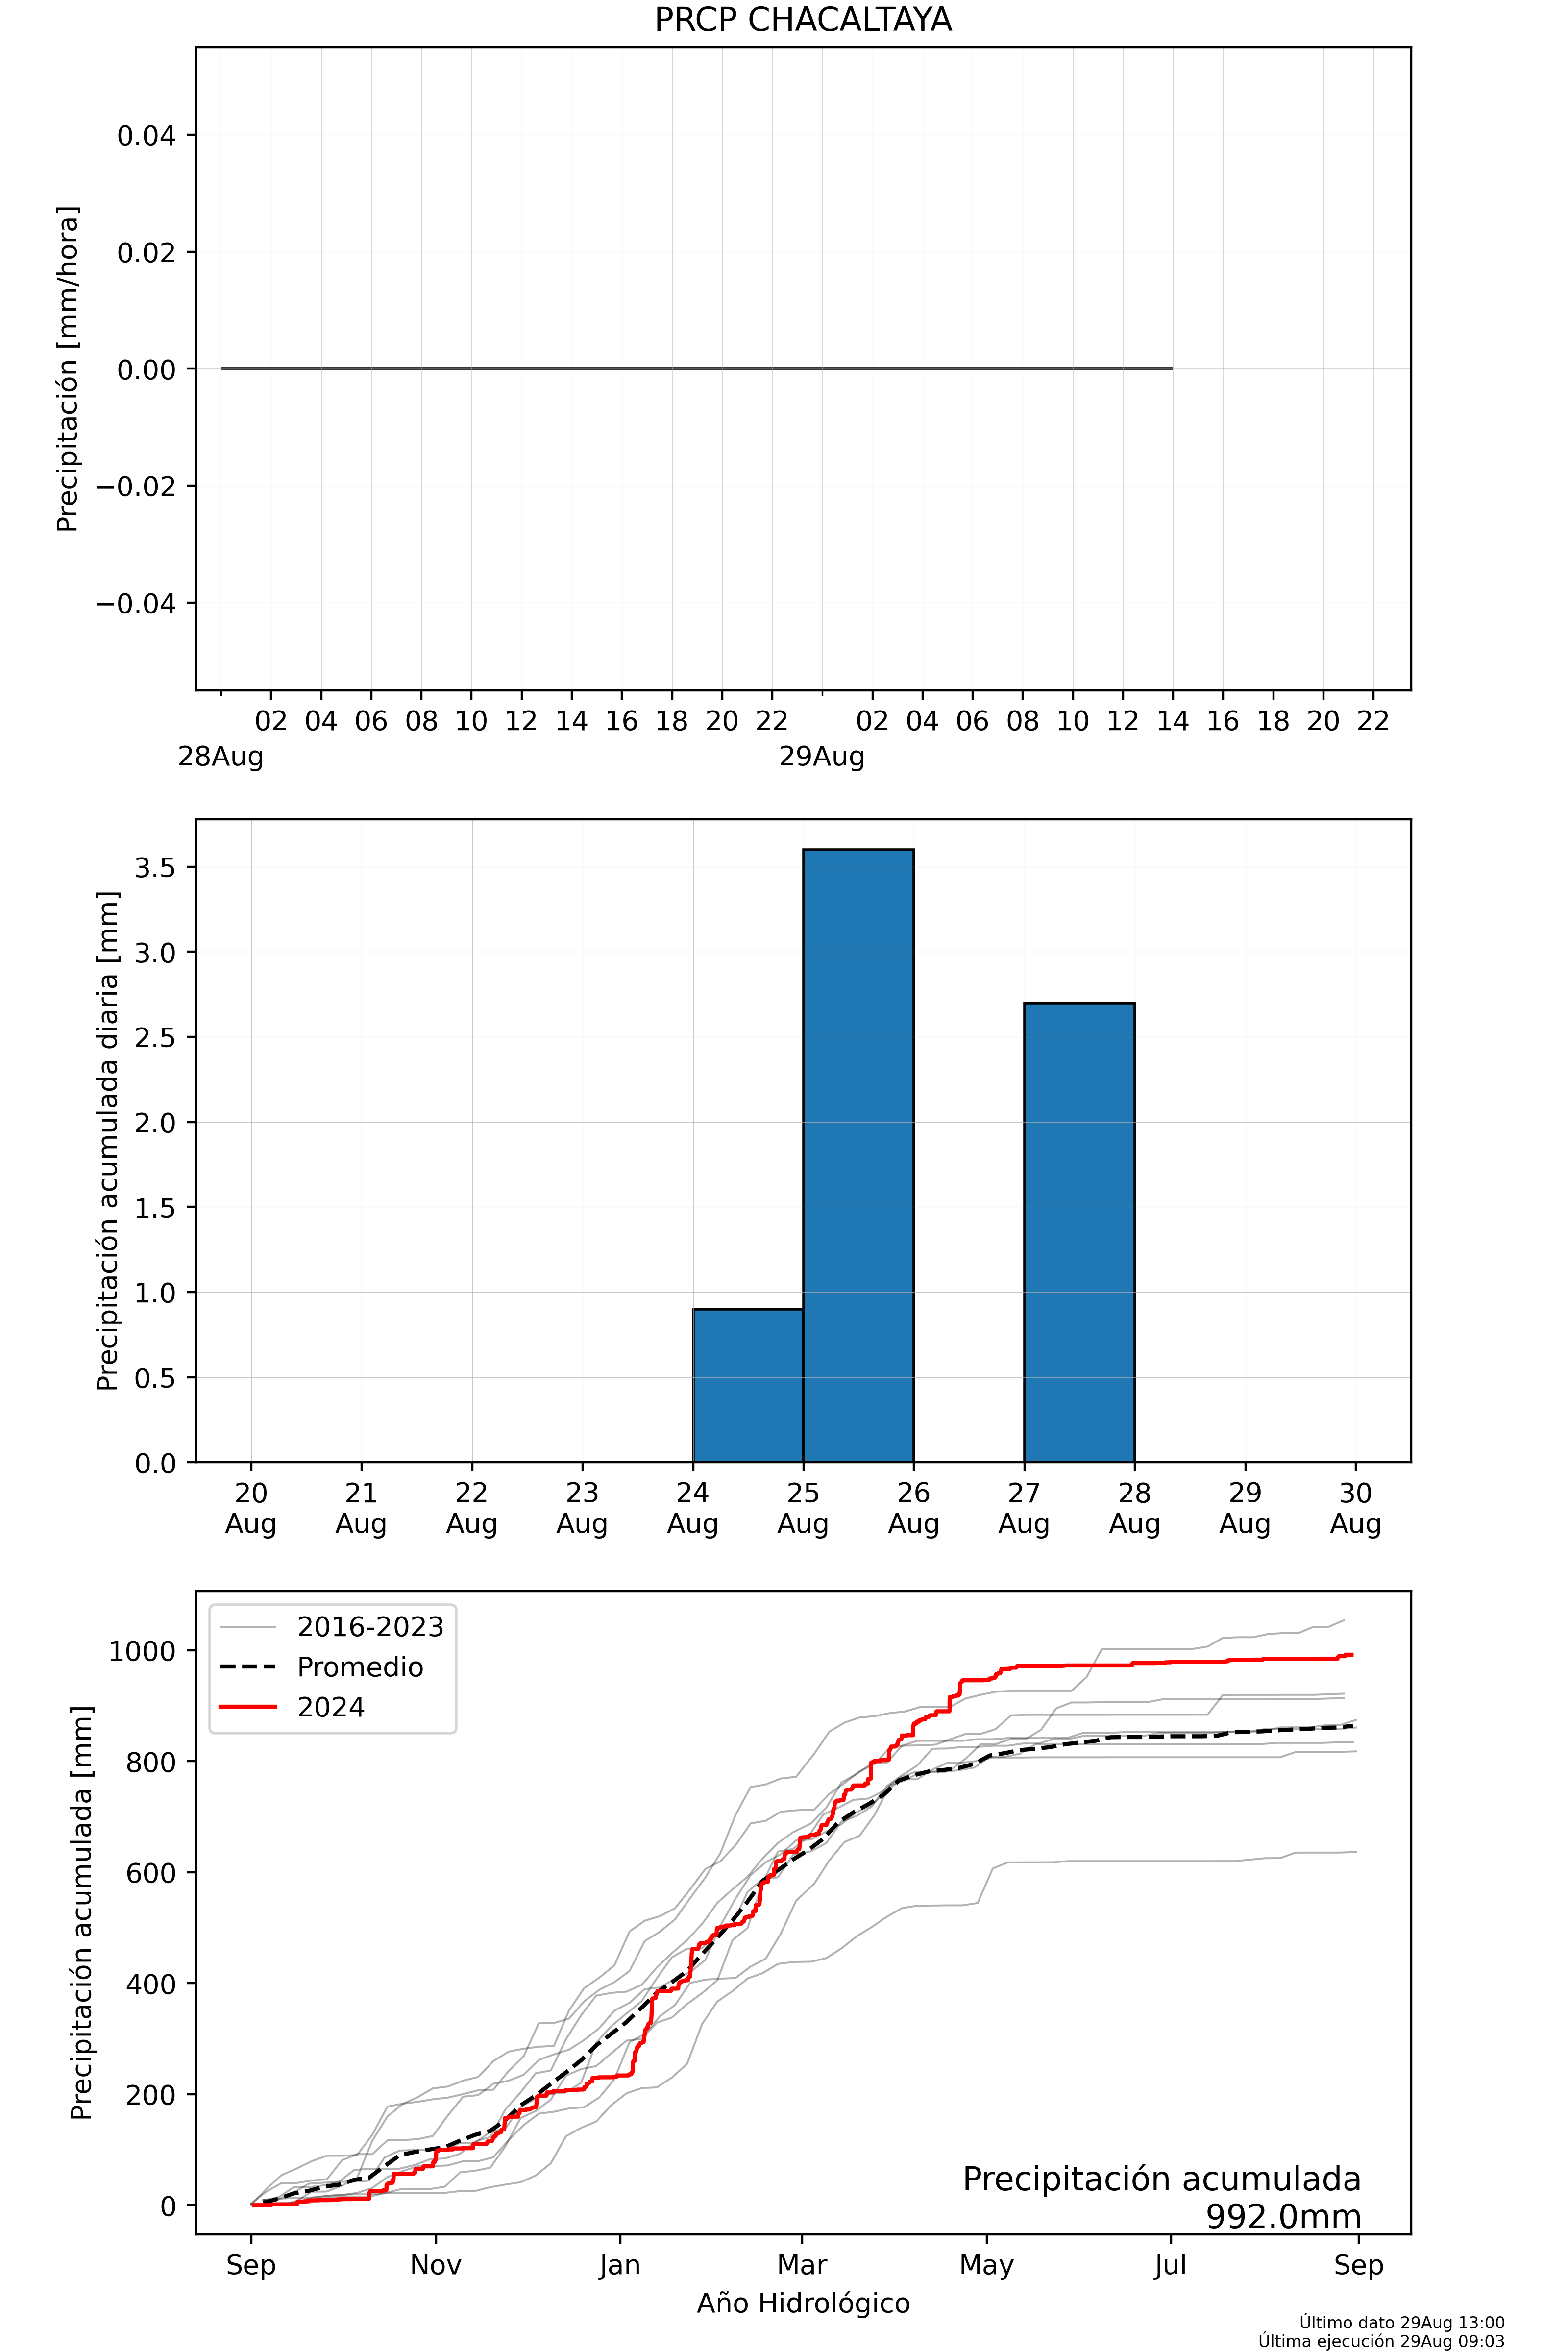 PRCP CHACALTAYA
Precipitación [mm/hora]
0.04
0.02
0.00
−0.02
−0.04
02 04 06 08 10 12 14 16 18 20 22 02 04 06 08 10 12 14 16 18 20 22
28Aug 29Aug
Precipitación acumulada diaria [mm]
3.5
3.0
2.5
2.0
1.5
1.0
0.5
0.0
20 21 22 23 24 25 26 27 28 29 30
Aug Aug Aug Aug Aug Aug Aug Aug Aug Aug Aug
Precipitación acumulada [mm]
1000
800
600
400
200
0
2016-2023
Promedio
2024
Precipitación acumulada
992.0mm
Sep Nov Jan Mar May Jul Sep
Año Hidrológico
Último dato 29Aug 13:00
Última ejecución 29Aug 09:03